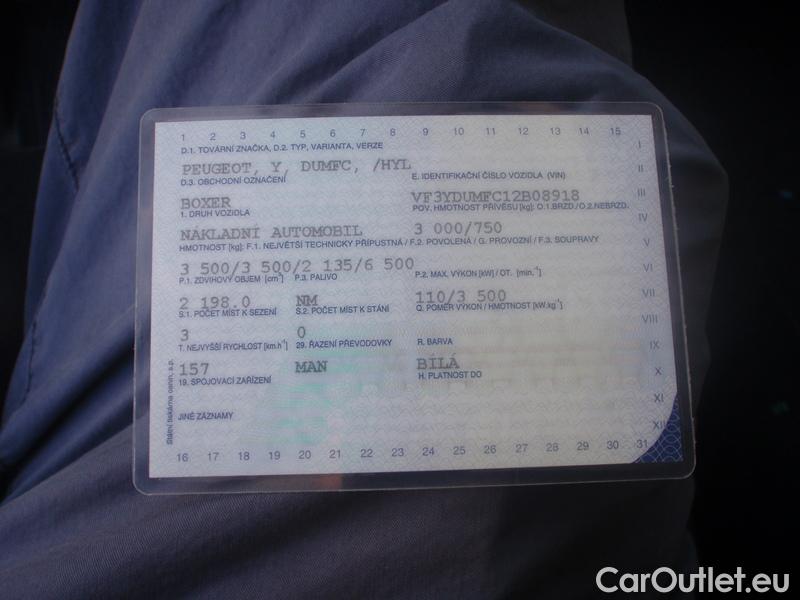 1 2 3 4 5 6 7 8 9 10 11 12 13 14 15
D.1. TOVÁRNÍ ZNAČKA, D.2. TYP, VARIANTA, VERZE
I
PEUGEOT, Y, DUMFC, /HYL
II
D.3. OBCHODNÍ OZNAČENÍ E. IDENTIFIKAČNÍ ČÍSLO VOZIDLA (VIN)
BOXER VF3YDUMFC12B08918
III
1. DRUH VOZIDLA POV. HMOTNOST PŘÍVĚSU [kg]: O.1.BRZD./O.2.NEBRZD.
NÁKLADNÍ AUTOMOBIL 3 000/750
IV
HMOTNOST [kg]: F.1. NEJVĚTŠÍ TECHNICKY PŘÍPUSTNÁ / F.2. POVOLENÁ / G. PROVOZNÍ / F.3. SOUPRAVY
V
3 500/3 500/2 135/6 500
VI
P.1. ZDVIHOVÝ OBJEM [cm³] P.3. PALIVO P.2. MAX. VÝKON [kW] / OT. [min.⁻¹]
2 198.0 NM 110/3 500
VII
S.1. POČET MÍST K SEZENÍ S.2. POČET MÍST K STÁNÍ Q. POMĚR VÝKON / HMOTNOST [kW.kg⁻¹]
3 0
VIII
T. NEJVYŠŠÍ RYCHLOST [km.h⁻¹] 29. ŘAZENÍ PŘEVODOVKY R. BARVA
IX
157 MAN BÍLÁ
X
19. SPOJOVACÍ ZAŘÍZENÍ H. PLATNOST DO
XI
JINÉ ZÁZNAMY
XII
16 17 18 19 20 21 22 23 24 25 26 27 28 29 30 31
Státní tiskárna cenin, s.p.
CarOutlet.eu